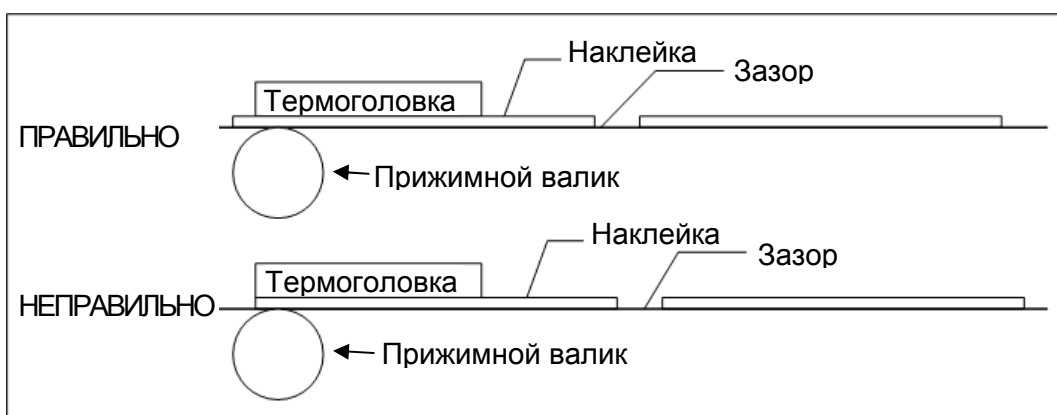 Наклейка
Зазор
Термоголовка
ПРАВИЛЬНО
Прижимной валик
Наклейка
Зазор
Термоголовка
НЕПРАВИЛЬНО
Прижимной валик